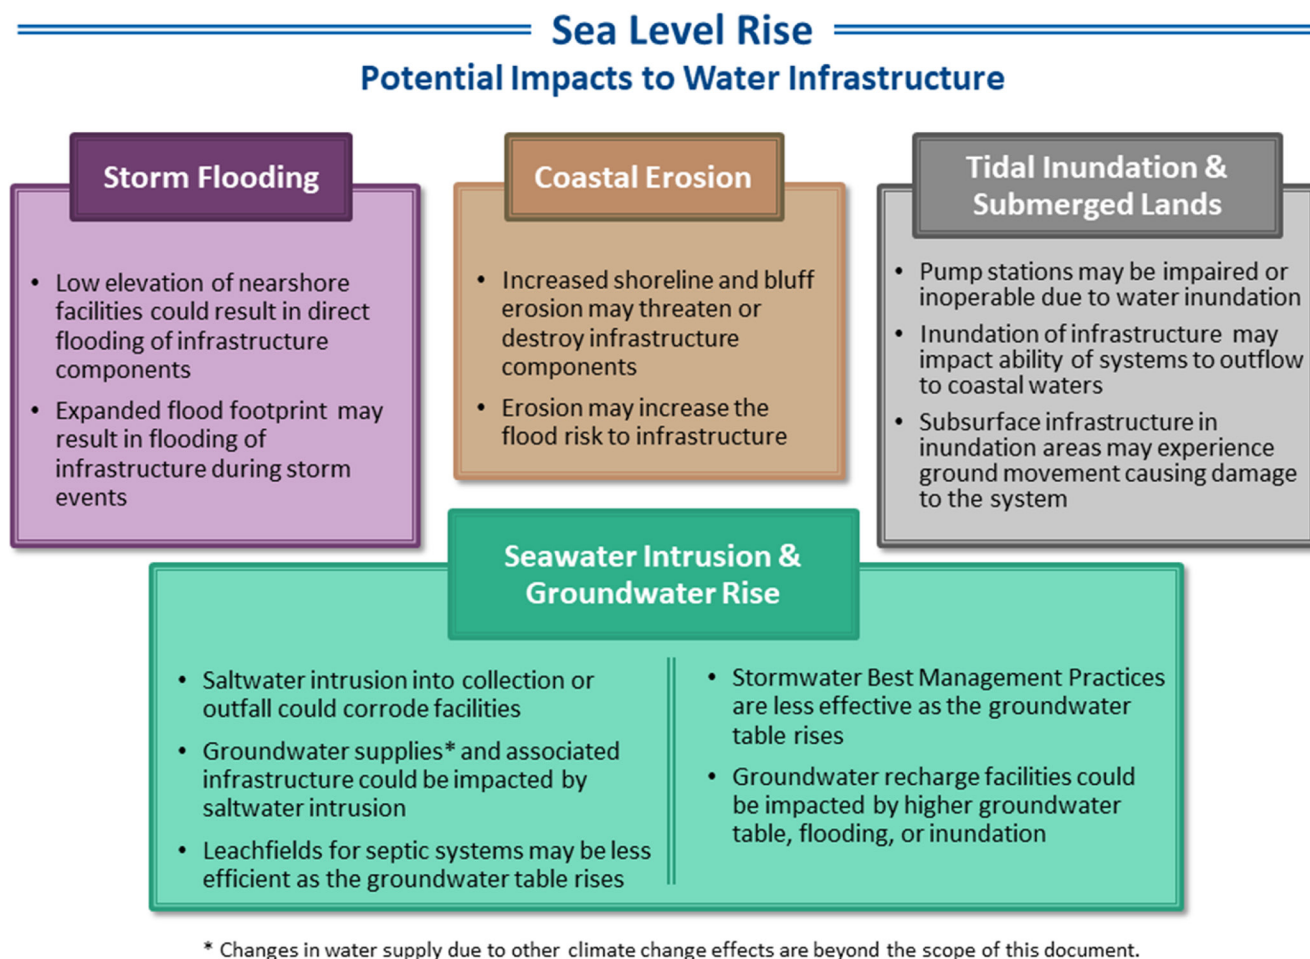 Sea Level Rise
Potential Impacts to Water Infrastructure
Storm Flooding
• Low elevation of nearshore
facilities could result in direct
flooding of infrastructure
components
• Expanded flood footprint may
result in flooding of
infrastructure during storm
events
Coastal Erosion
• Increased shoreline and bluff
erosion may threaten or
destroy infrastructure
components
• Erosion may increase the
flood risk to infrastructure
Tidal Inundation &
Submerged Lands
• Pump stations may be impaired or
inoperable due to water inundation
• Inundation of infrastructure may
impact ability of systems to outflow
to coastal waters
• Subsurface infrastructure in
inundation areas may experience
ground movement causing damage
to the system
Seawater Intrusion &
Groundwater Rise
• Saltwater intrusion into collection or
outfall could corrode facilities
• Groundwater supplies* and associated
infrastructure could be impacted by
saltwater intrusion
• Leachfields for septic systems may be less
efficient as the groundwater table rises
• Stormwater Best Management Practices
are less effective as the groundwater
table rises
• Groundwater recharge facilities could
be impacted by higher groundwater
table, flooding, or inundation
* Changes in water supply due to other climate change effects are beyond the scope of this document.